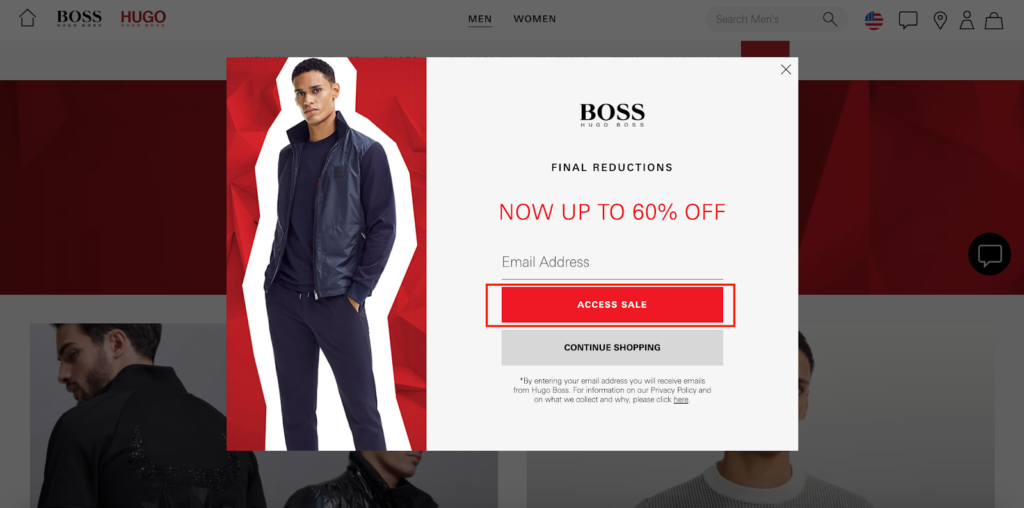 BOSS
HUGO BOSS
HUGO
HUGO BOSS
MEN
WOMEN
Search Men's
BOSS
HUGO BOSS
FINAL REDUCTIONS
NOW UP TO 60% OFF
Email Address
ACCESS SALE
CONTINUE SHOPPING
*By entering your email address you will receive emails
from Hugo Boss. For information on our Privacy Policy and
on what we collect and why, please click here.